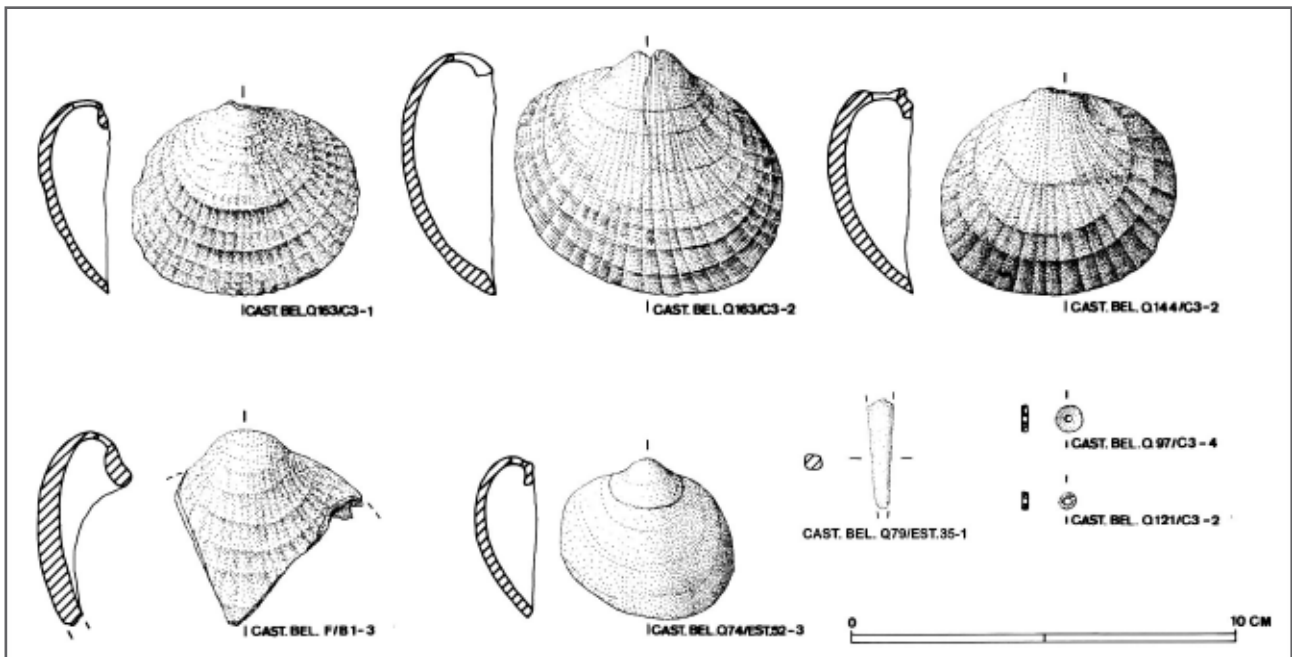 CAST. BEL. Q163/C3-1
CAST. BEL. Q163/C3-2
CAST. BEL. Q144/C3-2
CAST. BEL. Q97/C3-4
CAST. BEL. Q121/C3-2
CAST. BEL. Q79/EST.35-1
CAST. BEL. F/B1-3
CAST. BEL. Q74/EST.52-3
0 10 CM